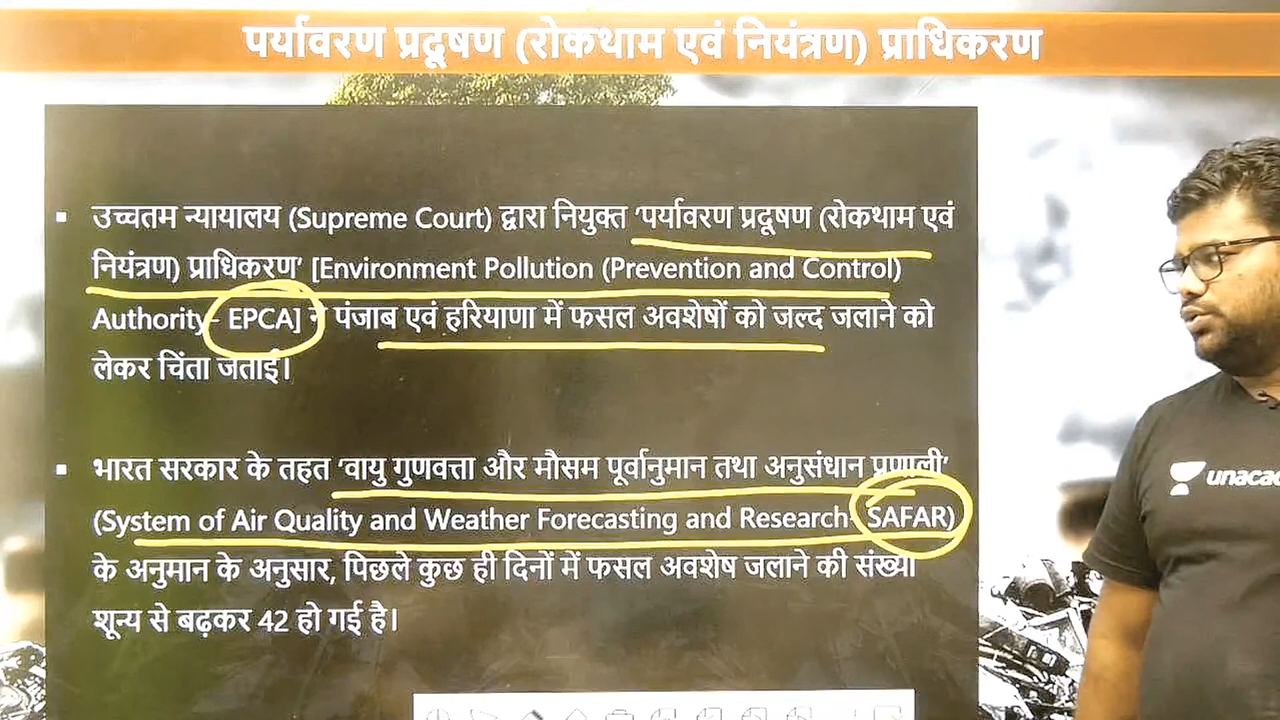 पर्यावरण प्रदूषण (रोकथाम एवं नियंत्रण) प्राधिकरण
▪ उच्चतम न्यायालय (Supreme Court) द्वारा नियुक्त ‘पर्यावरण प्रदूषण (रोकथाम एवं
नियंत्रण) प्राधिकरण’ [Environment Pollution (Prevention and Control)
Authority- EPCA] ने पंजाब एवं हरियाणा में फसल अवशेषों को जल्द जलाने को
लेकर चिंता जताई।
▪ भारत सरकार के तहत ‘वायु गुणवत्ता और मौसम पूर्वानुमान तथा अनुसंधान प्रणाली’
(System of Air Quality and Weather Forecasting and Research- SAFAR)
के अनुमान के अनुसार, पिछले कुछ ही दिनों में फसल अवशेष जलाने की संख्या
शून्य से बढ़कर 42 हो गई है।
unacad